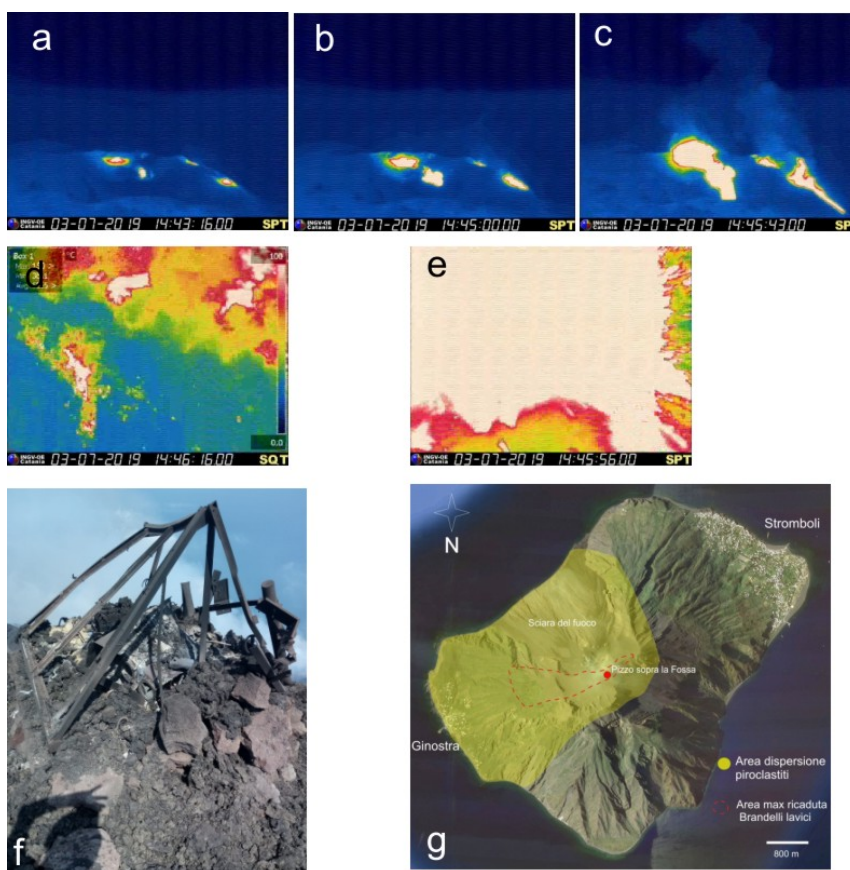 a
b
c
INGV-OE
Catania
03-07-2019 14:43:16.00 SPT
INGV-OE
Catania
03-07-2019 14:45:00.00 SPT
INGV-OE
Catania
03-07-2019 14:45:43.00 SP
d
Box 1
°C
100
0.0
INGV-OE
Catania
03-07-2019 14:46:16.00 SQT
e
INGV-OE
Catania
03-07-2019 14:45:56.00 SPT
f
N
Stromboli
Sciara del fuoco
Pizzo sopra la Fossa
Ginostra
Area dispersione
piroclastiti
Area max ricaduta
Brandelli lavici
800 m
g